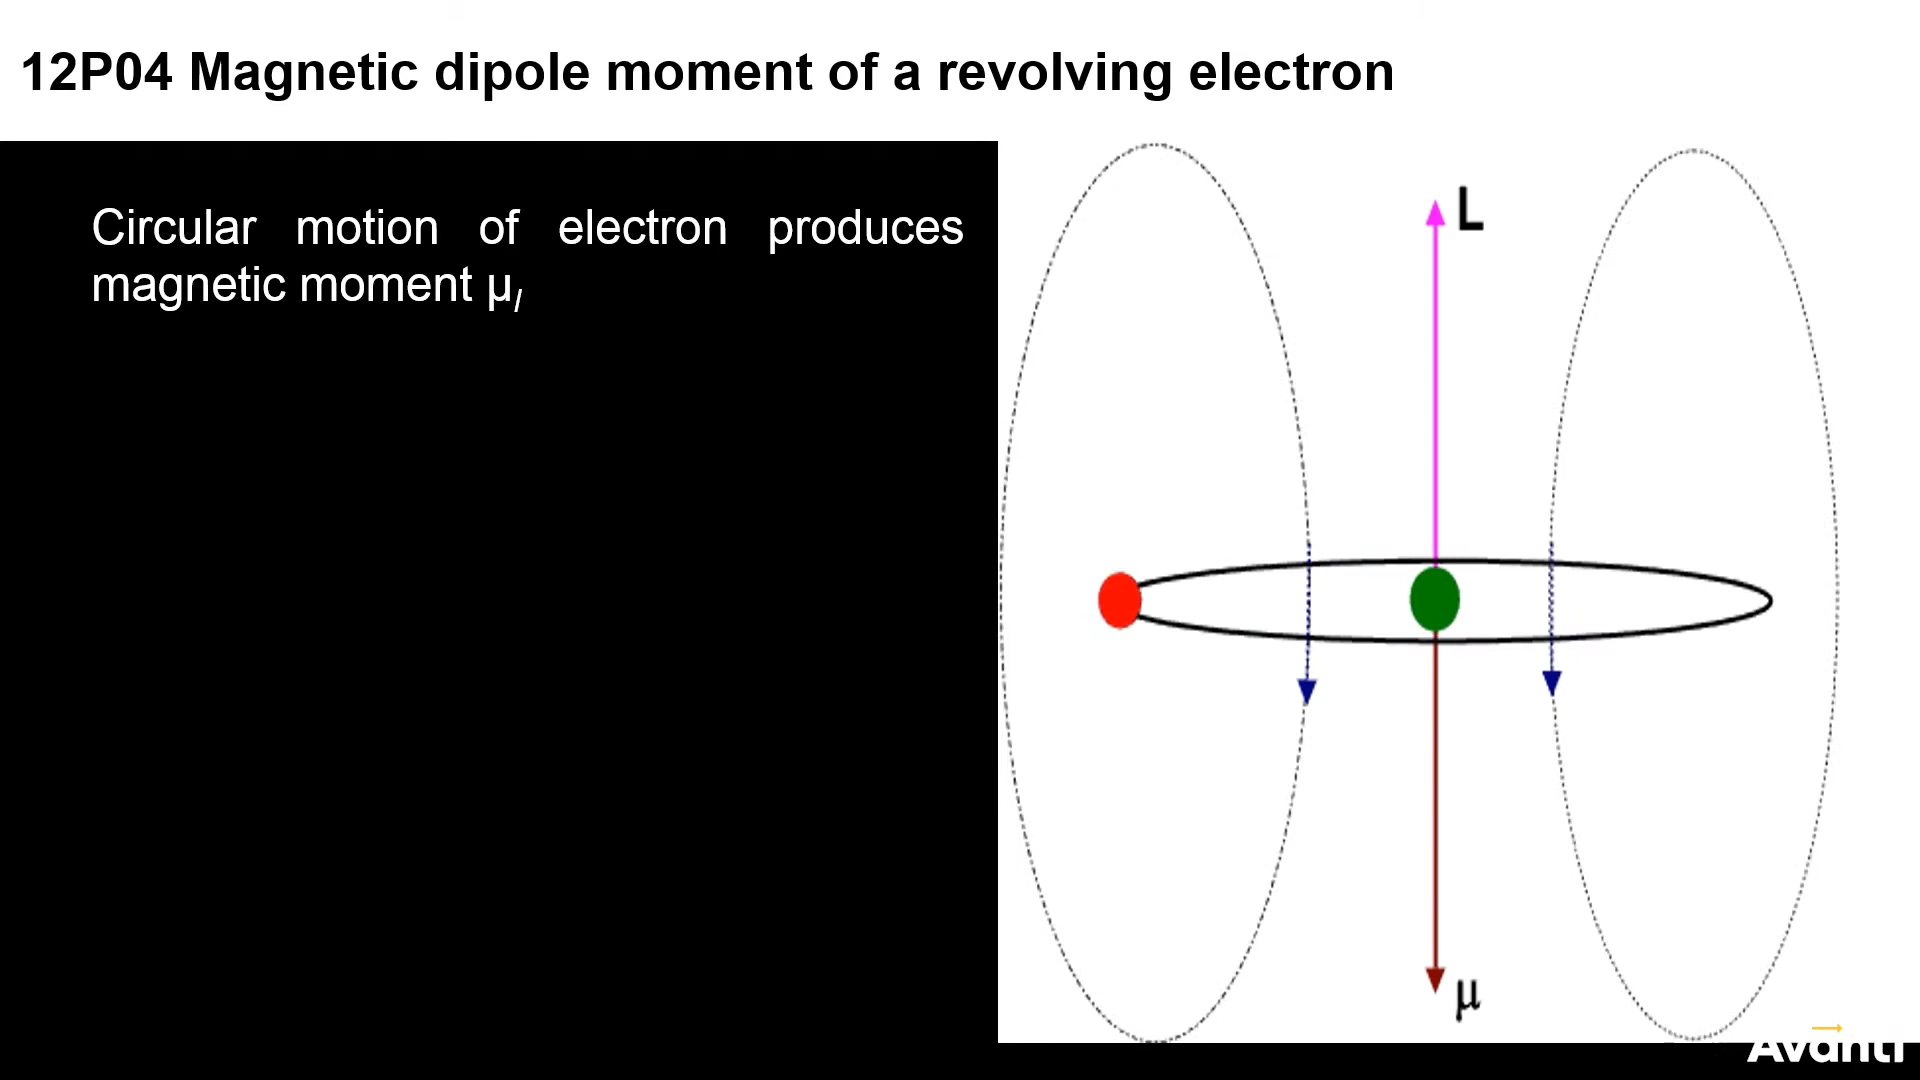 12P04 Magnetic dipole moment of a revolving electron
Circular motion of electron produces
magnetic moment μₗ
L
μ
Avanti